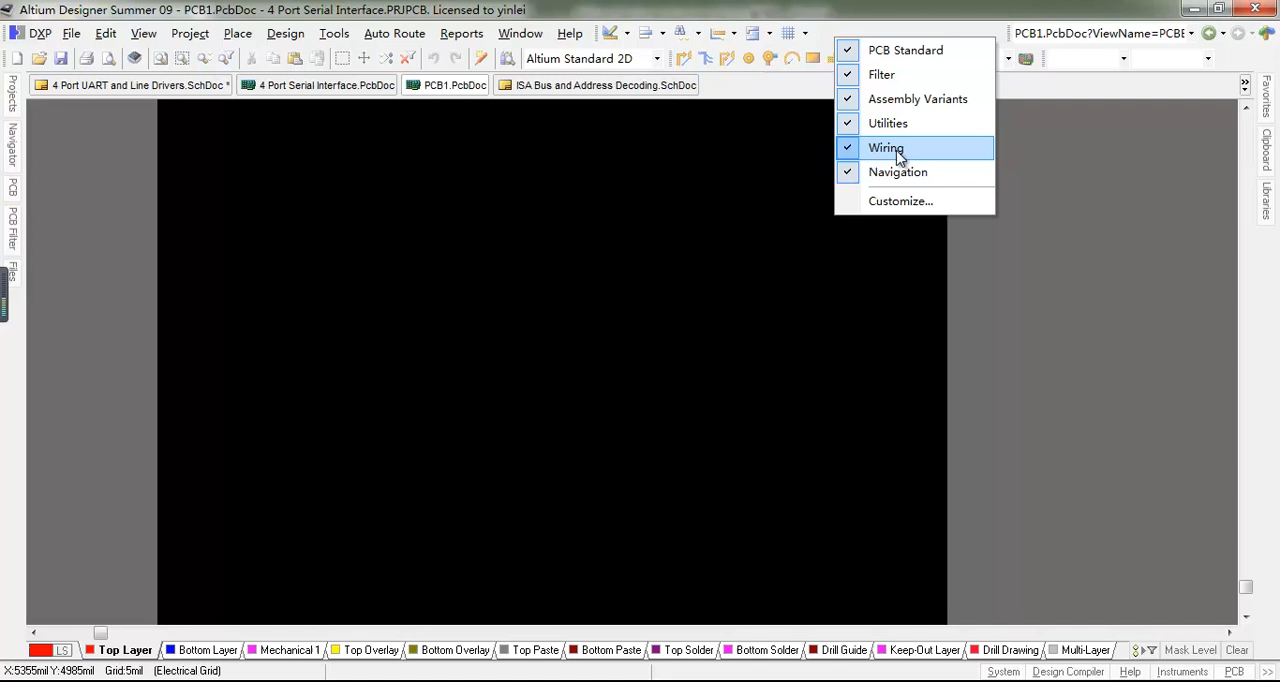 Altium Designer Summer 09 - PCB1.PcbDoc - 4 Port Serial Interface.PRJPCB. Licensed to yinlei
DXP File Edit View Project Place Design Tools Auto Route Reports Window Help PCB1.PcbDoc?ViewName=PCBE
Altium Standard 2D
4 Port UART and Line Drivers.SchDoc * 4 Port Serial Interface.PcbDoc PCB1.PcbDoc ISA Bus and Address Decoding.SchDoc
PCB Standard
Filter
Assembly Variants
Utilities
Wiring
Navigation
Customize...
Projects
Navigator
PCB
PCB Filter
Files
Favorites
Clipboard
Libraries
LS Top Layer Bottom Layer Mechanical 1 Top Overlay Bottom Overlay Top Paste Bottom Paste Top Solder Bottom Solder Drill Guide Keep-Out Layer Drill Drawing Multi-Layer Mask Level Clear
X:5355mil Y:4985mil Grid:5mil (Electrical Grid) System Design Compiler Help Instruments PCB >>